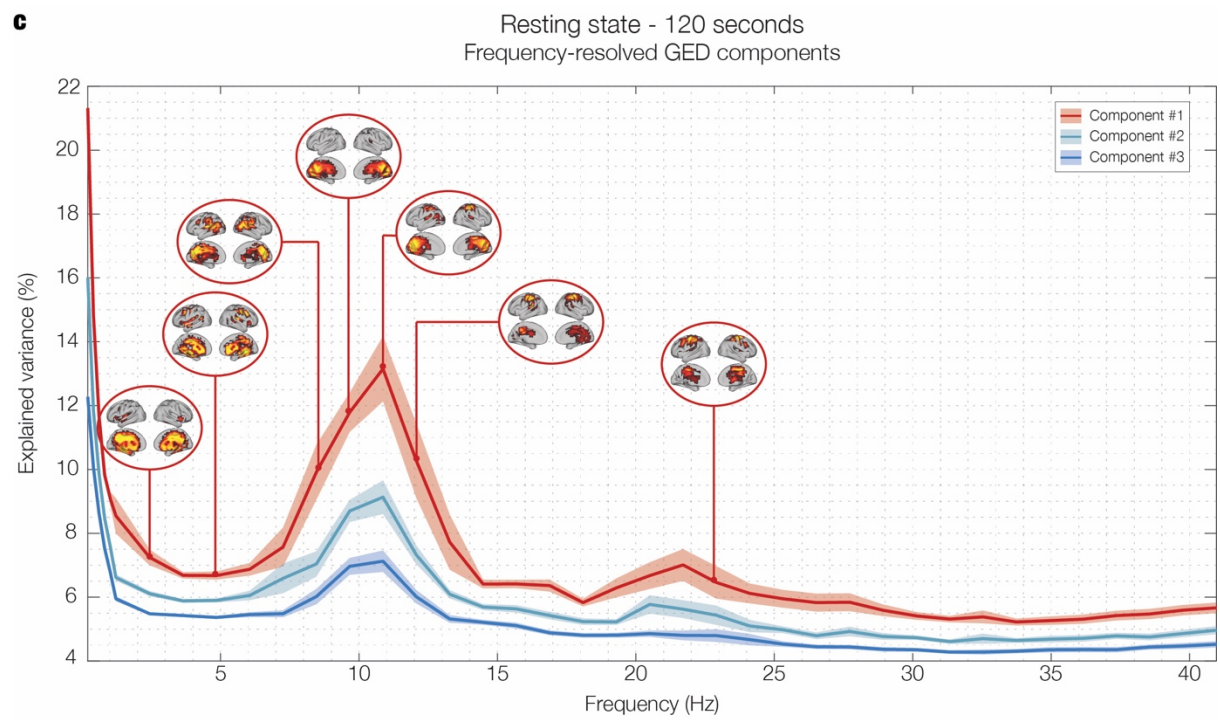 c
Resting state - 120 seconds
Frequency-resolved GED components
22
20
18
16
14
12
10
8
6
4
Explained variance (%)
Component #1
Component #2
Component #3
5
10
15
20
25
30
35
40
Frequency (Hz)